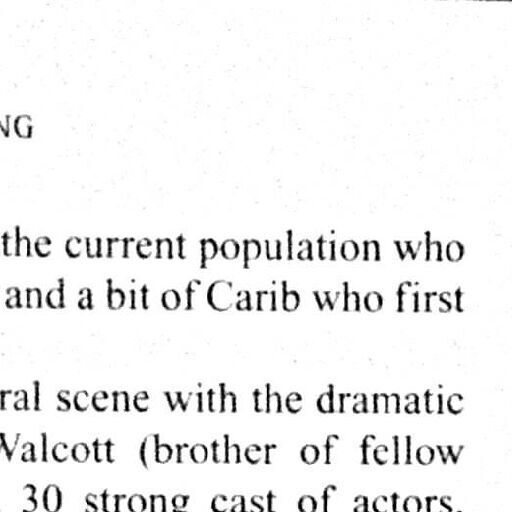 NG
the current population who
and a bit of Carib who first
ral scene with the dramatic
Walcott (brother of fellow
30 strong cast of actors.